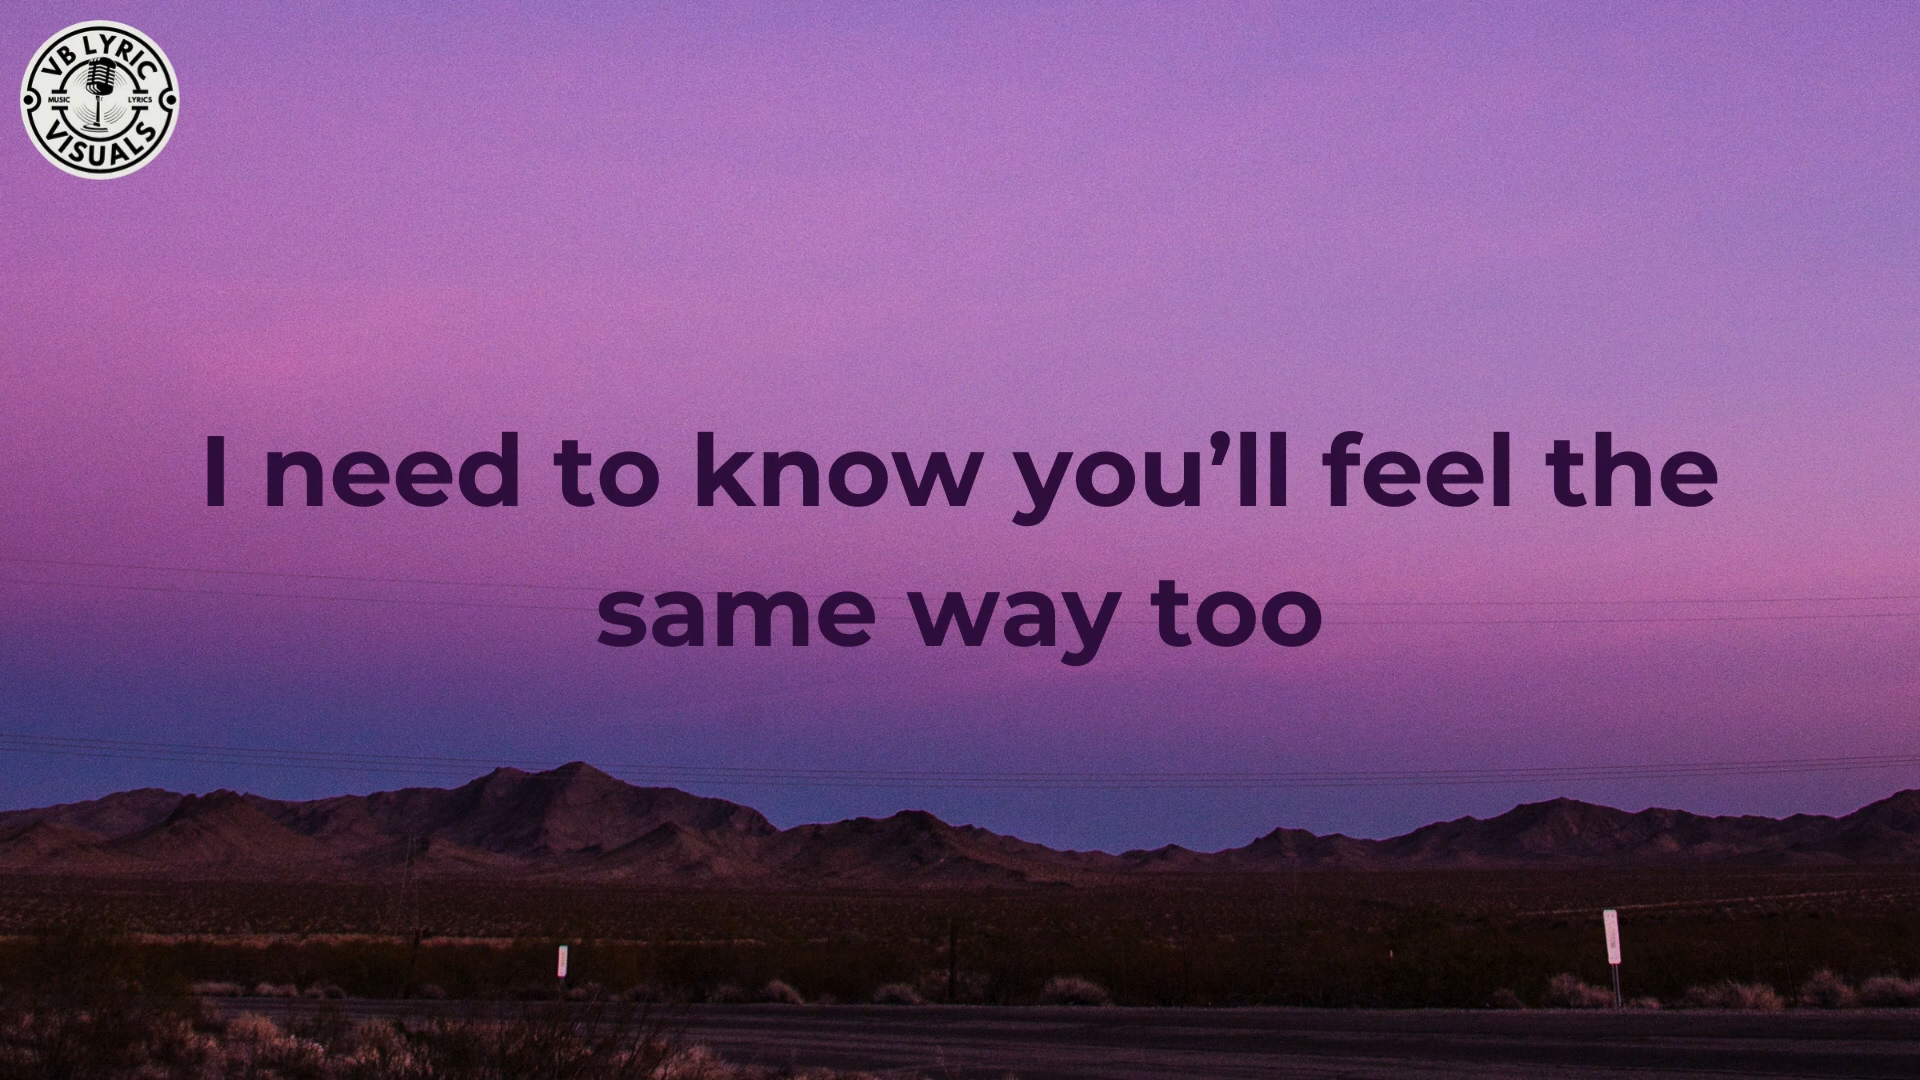 VB LYRIC
MUSIC
LYRICS
VISUALS
I need to know you’ll feel the
same way too